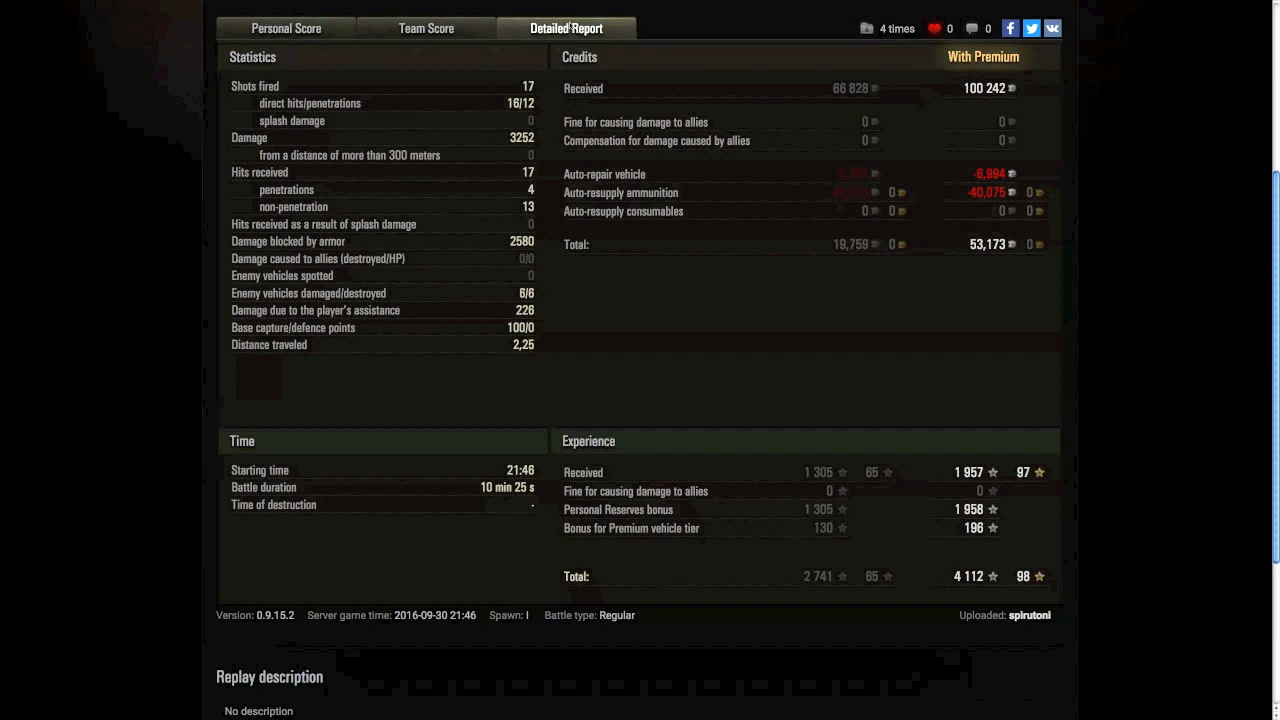 Personal Score Team Score Detailed Report 4 times 0 0
Statistics
Shots fired 17
direct hits/penetrations 16/12
splash damage 0
Damage 3252
from a distance of more than 300 meters 0
Hits received 17
penetrations 4
non-penetration 13
Hits received as a result of splash damage 0
Damage blocked by armor 2580
Damage caused to allies (destroyed/HP) 0/0
Enemy vehicles spotted 0
Enemy vehicles damaged/destroyed 6/6
Damage due to the player's assistance 226
Base capture/defence points 100/0
Distance traveled 2,25
Credits With Premium
Received 66 828 100 242
Fine for causing damage to allies 0 0
Compensation for damage caused by allies 0 0
Auto-repair vehicle -6,994
Auto-resupply ammunition 0 -40,075 0
Auto-resupply consumables 0 0 0 0
Total: 19,759 0 53,173 0
Time
Starting time 21:46
Battle duration 10 min 25 s
Time of destruction -
Experience
Received 1 305 65 1 957 97
Fine for causing damage to allies 0 0
Personal Reserves bonus 1 305 1 958
Bonus for Premium vehicle tier 130 196
Total: 2 741 65 4 112 98
Version: 0.9.15.2 Server game time: 2016-09-30 21:46 Spawn: I Battle type: Regular Uploaded: spirutoni
Replay description
No description